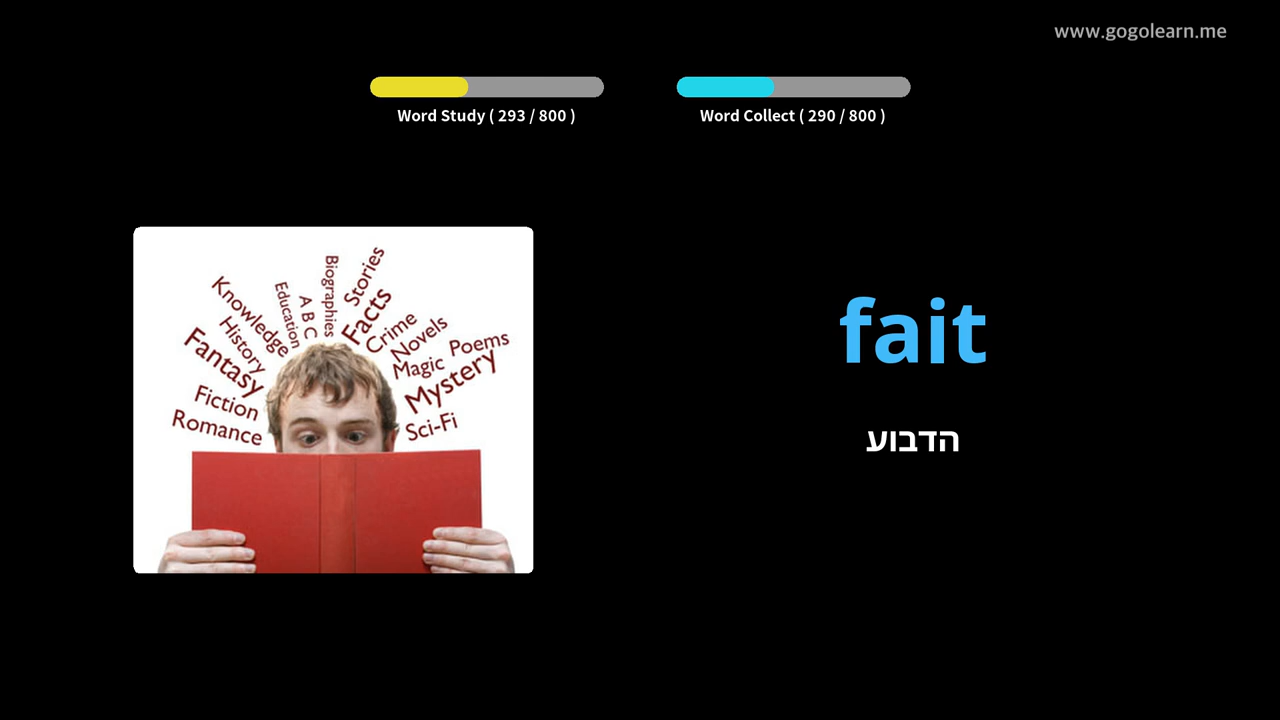 www.gogolearn.me
Word Study ( 293 / 800 )
Word Collect ( 290 / 800 )
Biographies
Stories
Knowledge
Education
A B C
Facts
Crime
History
Novels
Poems
Fantasy
Magic
Mystery
Fiction
Romance
Sci-Fi
fait
הדבוע